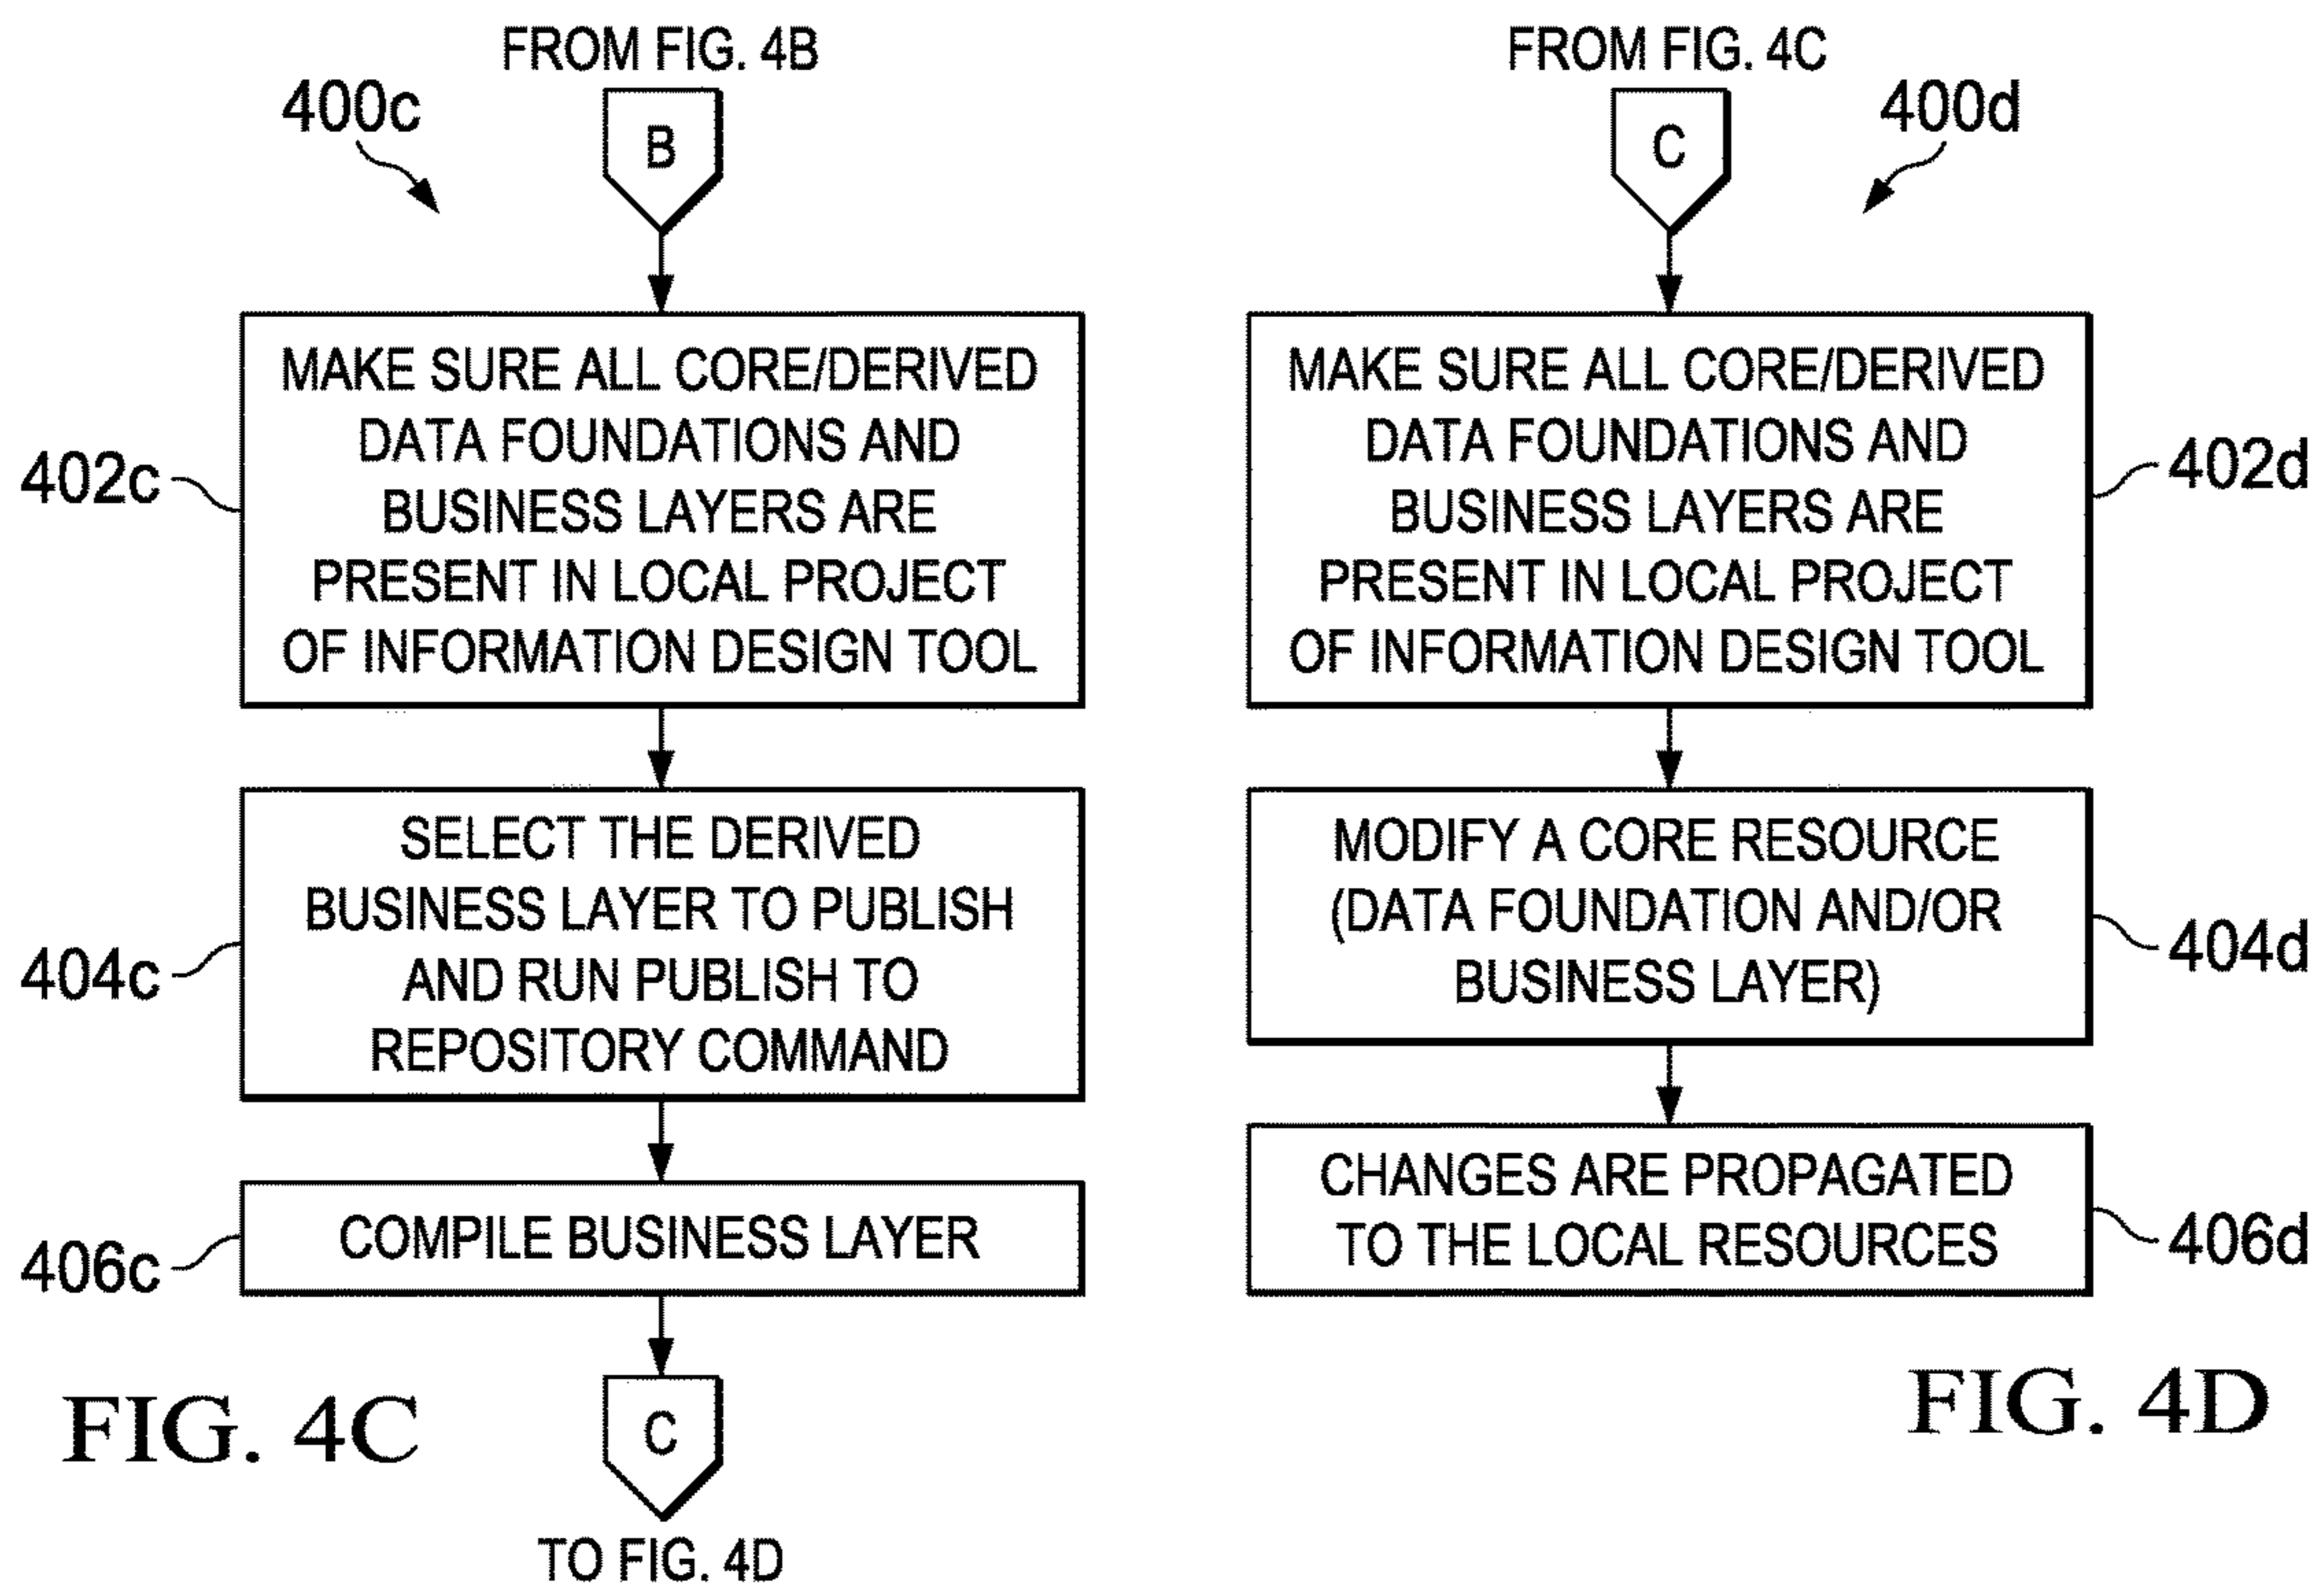 FROM FIG. 4B
400c
B
MAKE SURE ALL CORE/DERIVED
DATA FOUNDATIONS AND
BUSINESS LAYERS ARE
PRESENT IN LOCAL PROJECT
OF INFORMATION DESIGN TOOL
402c
SELECT THE DERIVED
BUSINESS LAYER TO PUBLISH
AND RUN PUBLISH TO
REPOSITORY COMMAND
404c
COMPILE BUSINESS LAYER
406c
C
TO FIG. 4D
FIG. 4C
FROM FIG. 4C
400d
C
MAKE SURE ALL CORE/DERIVED
DATA FOUNDATIONS AND
BUSINESS LAYERS ARE
PRESENT IN LOCAL PROJECT
OF INFORMATION DESIGN TOOL
402d
MODIFY A CORE RESOURCE
(DATA FOUNDATION AND/OR
BUSINESS LAYER)
404d
CHANGES ARE PROPAGATED
TO THE LOCAL RESOURCES
406d
FIG. 4D